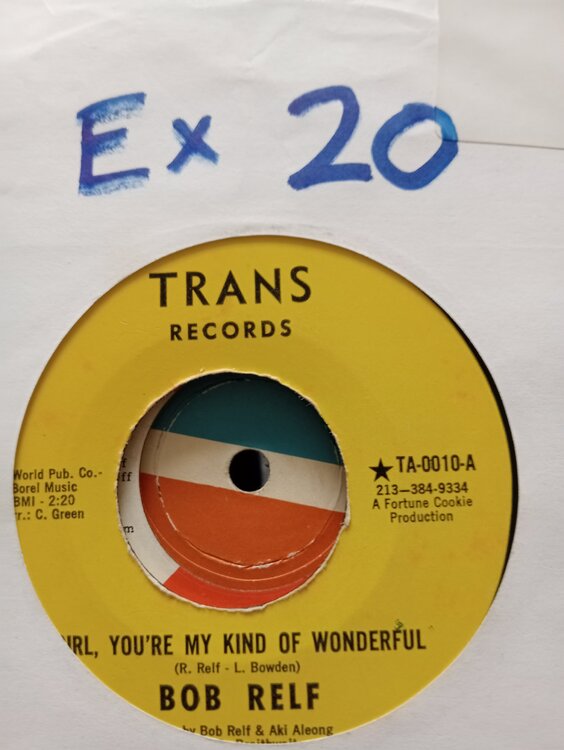 Ex 20
TRANS
RECORDS
World Pub. Co.-
Borel Music
BMI - 2:20
r.: C. Green
★ TA-0010-A
213-384-9334
A Fortune Cookie
Production
IRL, YOU'RE MY KIND OF WONDERFUL
(R. Relf - L. Bowden)
BOB RELF
by Bob Relf & Aki Aleong